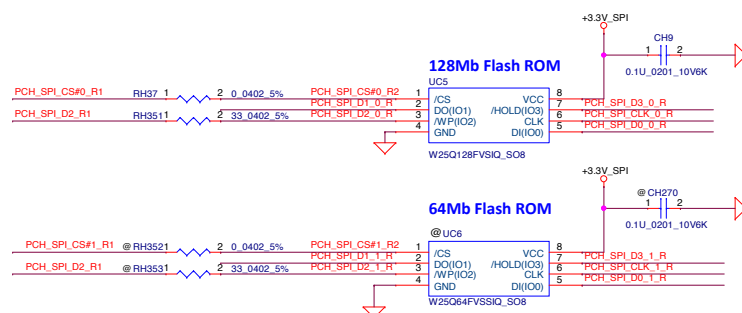 +3.3V_SPI
CH9
1 2
0.1U_0201_10V6K
128Mb Flash ROM
UC5
PCH_SPI_CS#0_R1 RH37 1 2 0_0402_5% PCH_SPI_CS#0_R2 1 /CS VCC 8
PCH_SPI_D1_0_R 2 DO(IO1) /HOLD(IO3) 7 PCH_SPI_D3_0_R
PCH_SPI_D2_R1 RH351 1 2 33_0402_5% PCH_SPI_D2_0_R 3 /WP(IO2) CLK 6 PCH_SPI_CLK_0_R
4 GND DI(IO0) 5 PCH_SPI_D0_0_R
W25Q128FVSIQ_SO8
+3.3V_SPI
@ CH270
1 2
0.1U_0201_10V6K
64Mb Flash ROM
@ UC6
PCH_SPI_CS#1_R1 @ RH352 1 2 0_0402_5% PCH_SPI_CS#1_R2 1 /CS VCC 8
PCH_SPI_D1_1_R 2 DO(IO1) /HOLD(IO3) 7 PCH_SPI_D3_1_R
PCH_SPI_D2_R1 @ RH353 1 2 33_0402_5% PCH_SPI_D2_1_R 3 /WP(IO2) CLK 6 PCH_SPI_CLK_1_R
4 GND DI(IO0) 5 PCH_SPI_D0_1_R
W25Q64FVSSIQ_SO8